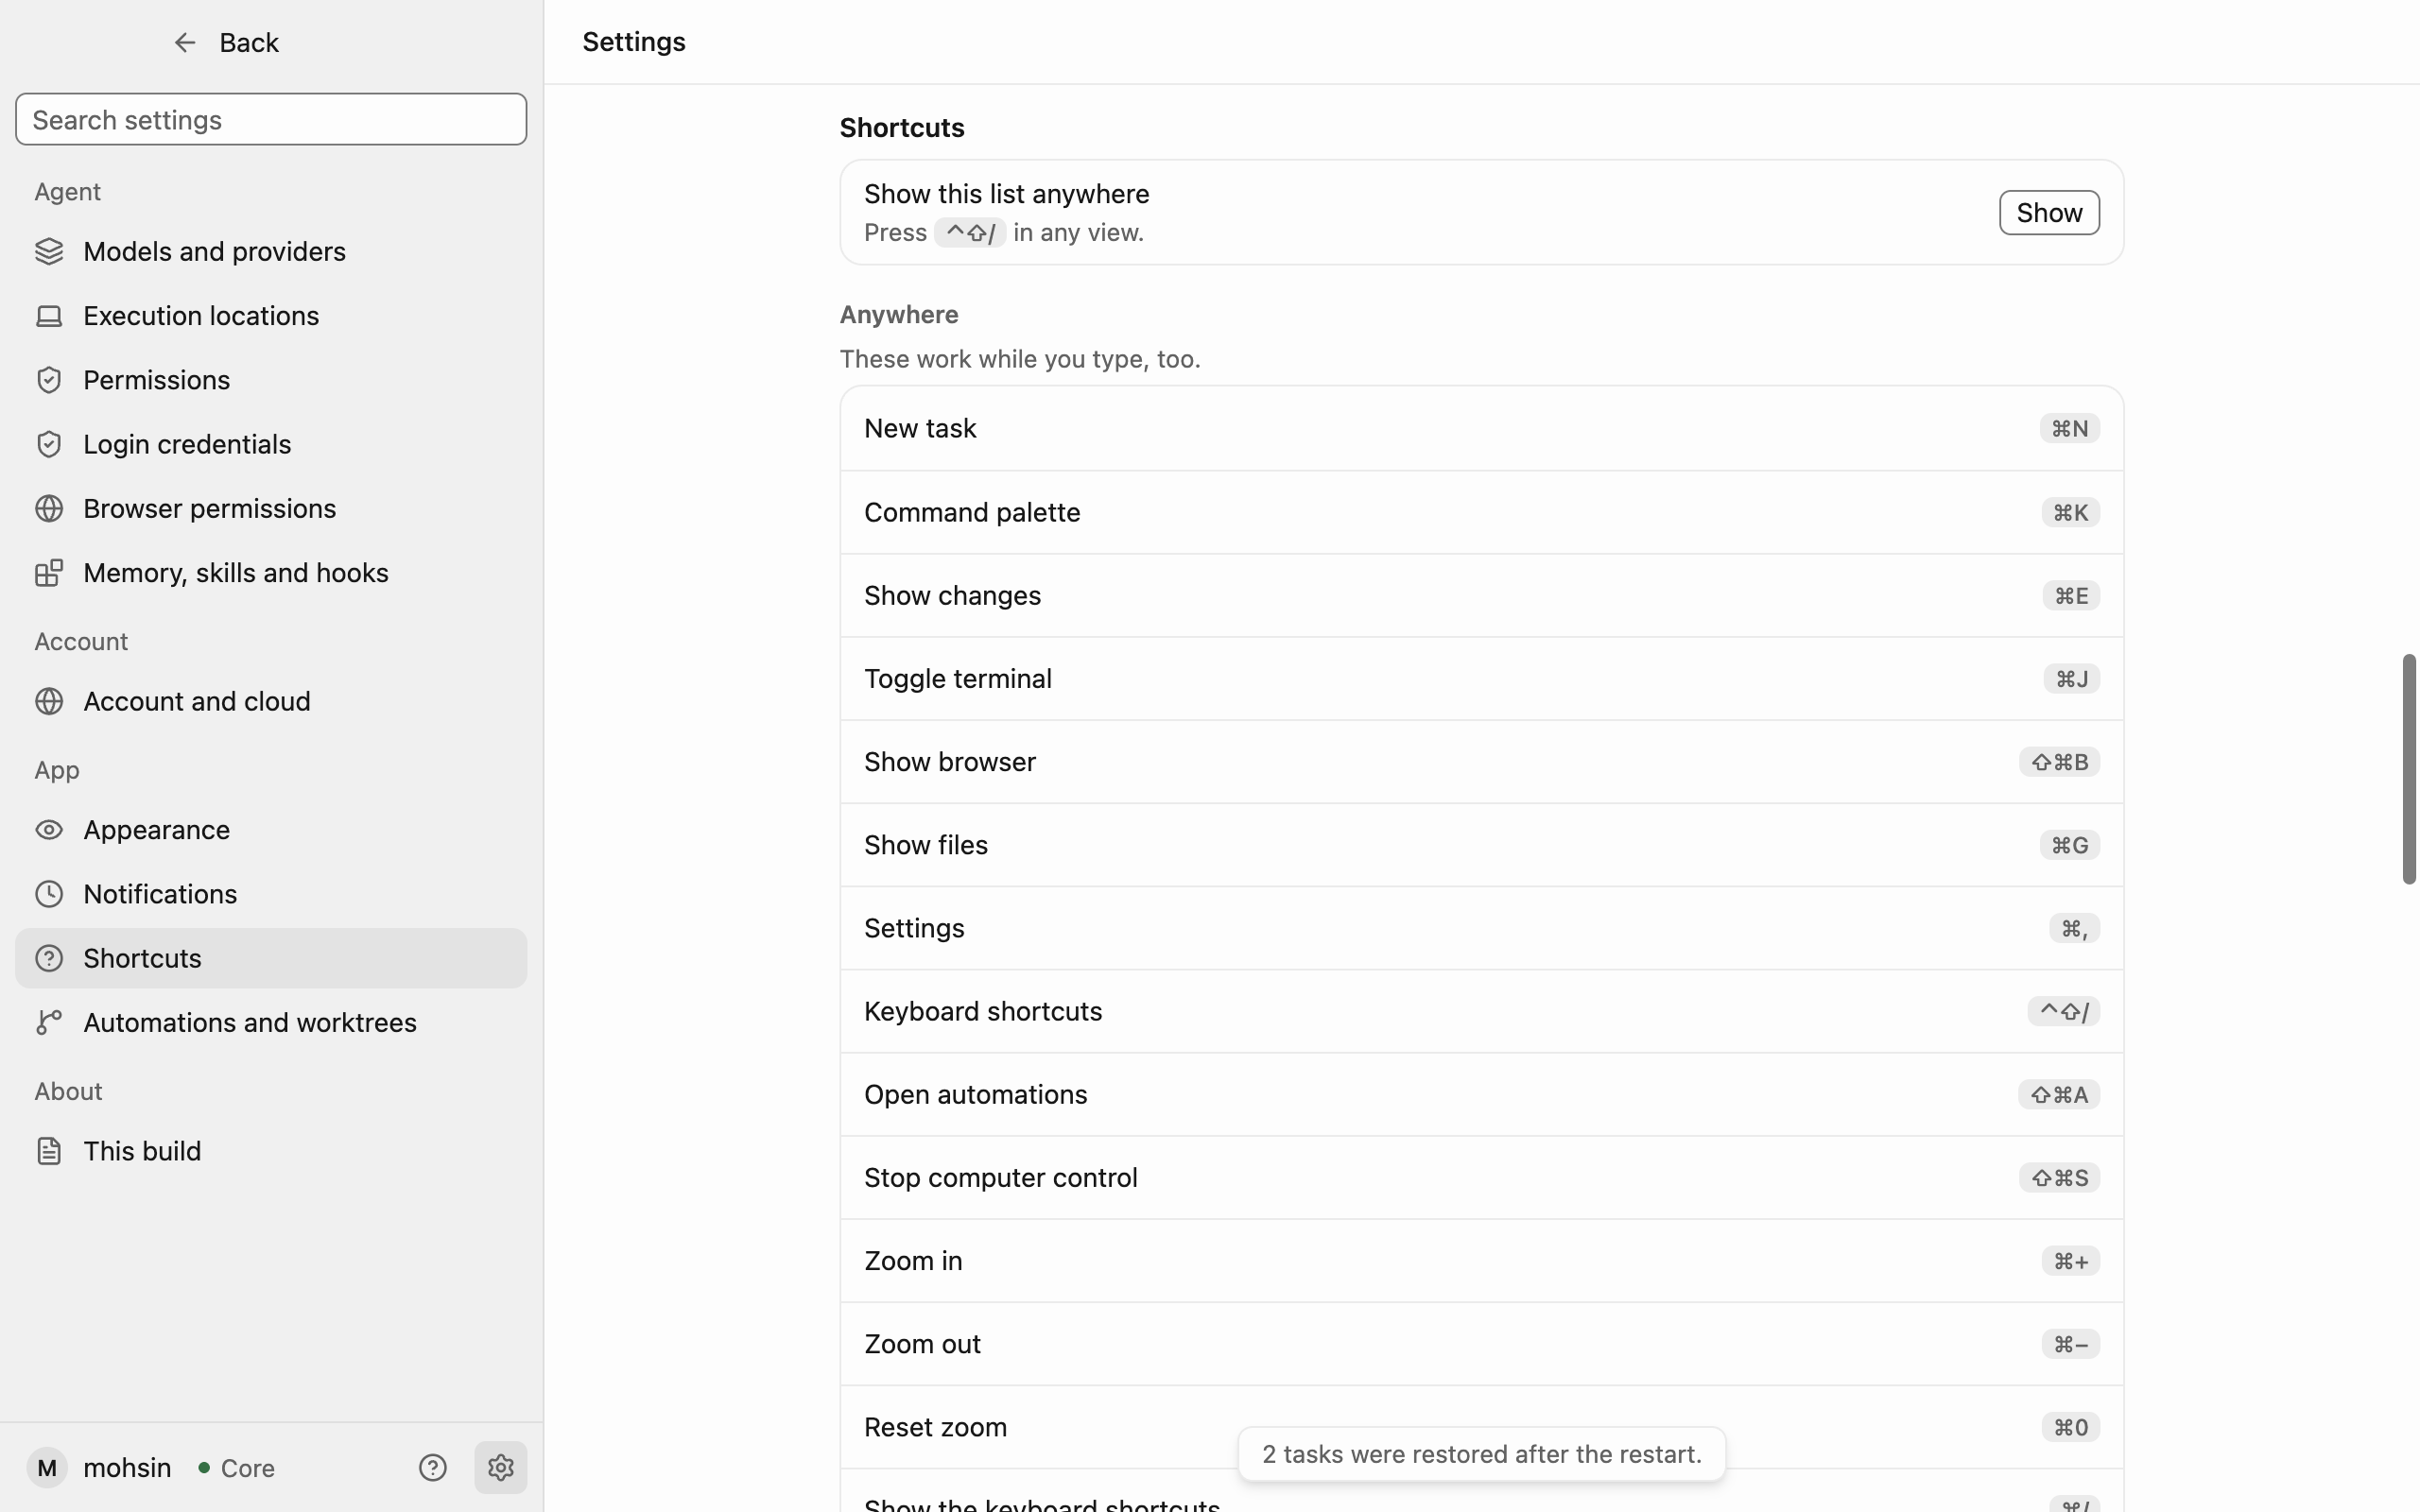 Back
Search settings
Agent
Models and providers
Execution locations
Permissions
Login credentials
Browser permissions
Memory, skills and hooks
Account
Account and cloud
App
Appearance
Notifications
Shortcuts
Automations and worktrees
About
This build
M mohsin Core
Settings
Shortcuts
Show this list anywhere
Press ⌃⇧/ in any view.
Show
Anywhere
These work while you type, too.
New task ⌘N
Command palette ⌘K
Show changes ⌘E
Toggle terminal ⌘J
Show browser ⇧⌘B
Show files ⌘G
Settings ⌘,
Keyboard shortcuts ⌃⇧/
Open automations ⇧⌘A
Stop computer control ⇧⌘S
Zoom in ⌘+
Zoom out ⌘−
Reset zoom ⌘0
2 tasks were restored after the restart.
Show the keyboard shortcuts ⌘/